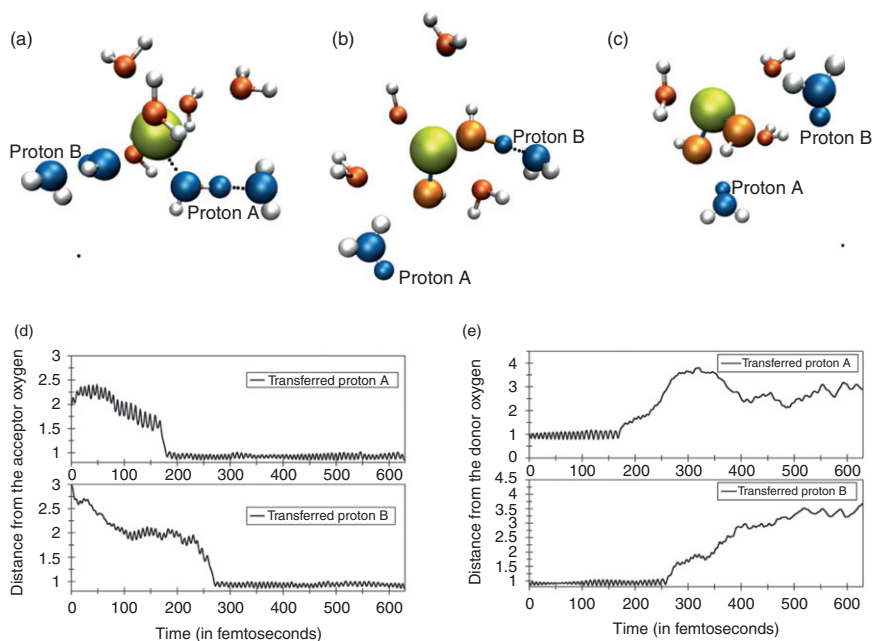 (a)
(b)
(c)
Proton B
Proton A
Proton B
Proton A
Proton B
Proton A
(d)
(e)
Distance from the acceptor oxygen
3
2.5
2
1.5
1
Transferred proton A
0 100 200 300 400 500 600
3
2.5
2
1.5
1
Transferred proton B
0 100 200 300 400 500 600
Time (in femtoseconds)
Distance from the donor oxygen
4
3
2
1
0
Transferred proton A
0 100 200 300 400 500 600
4.5
3.5
3
2.5
2
1.5
1
Transferred proton B
0 100 200 300 400 500 600
Time (in femtoseconds)